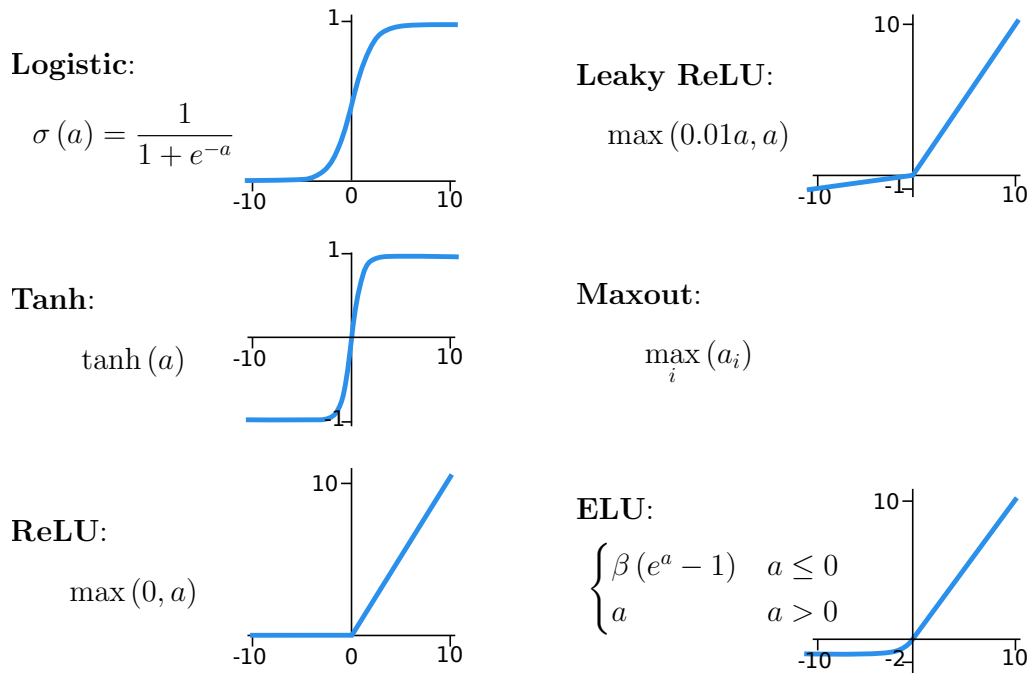 Logistic:
σ (a) = 1 / (1 + e^{-a})
1
-10 0 10
Tanh:
tanh (a)
1
-10 10
-1
ReLU:
max (0, a)
10
-10 0 10
Leaky ReLU:
max (0.01a, a)
10
-10 -1 10
Maxout:
max_i (a_i)
ELU:
{ β (e^a − 1) a ≤ 0
a a > 0
10
-10 -2 10